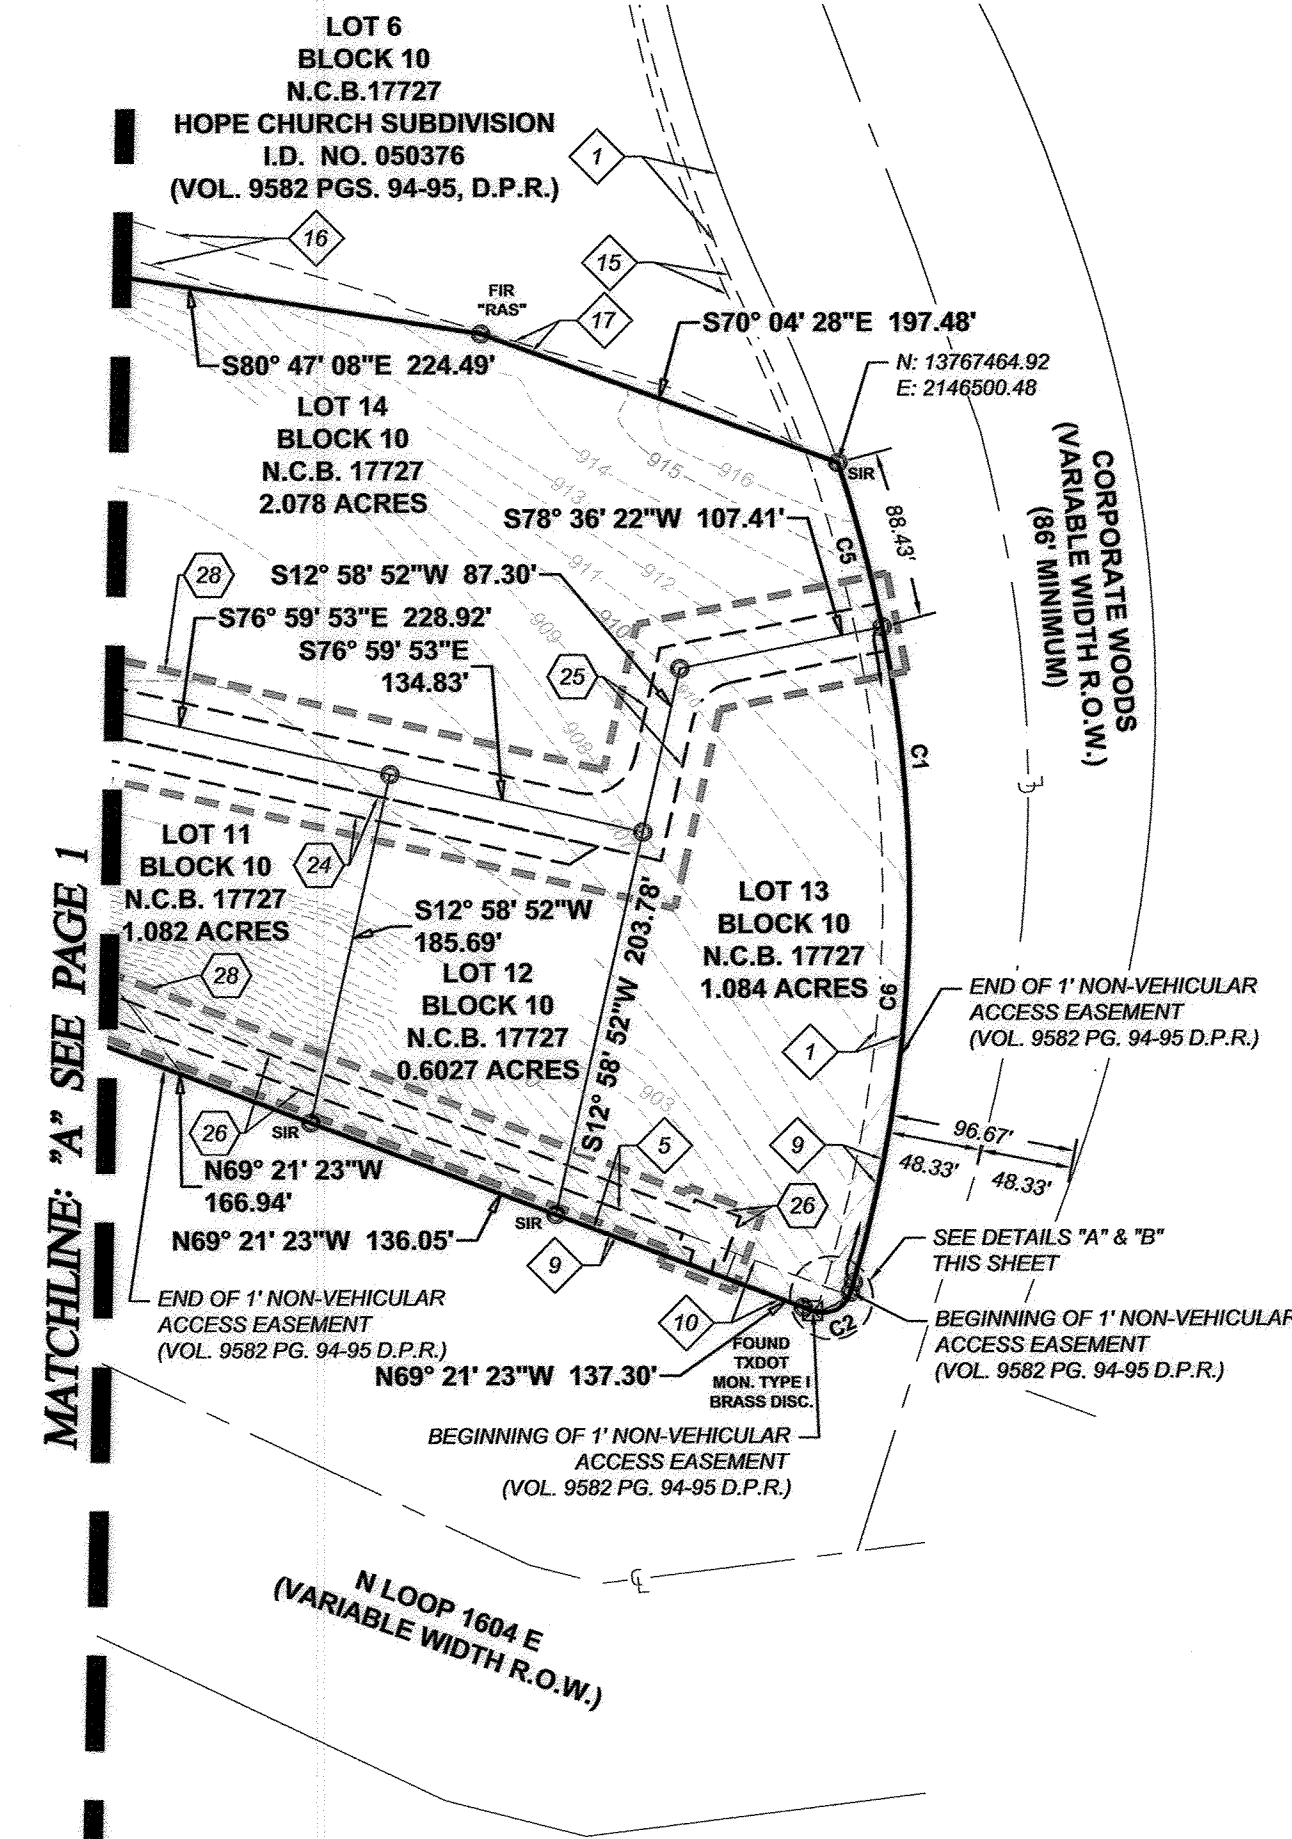 LOT 6
BLOCK 10
N.C.B.17727
HOPE CHURCH SUBDIVISION
I.D. NO. 050376
(VOL. 9582 PGS. 94-95, D.P.R.)
1
16
15
FIR
"RAS"
17
S70° 04' 28"E 197.48'
S80° 47' 08"E 224.49'
N: 13767464.92
E: 2146500.48
LOT 14
BLOCK 10
N.C.B. 17727
2.078 ACRES
914
915
916
913
SIR
CORPORATE WOODS
(VARIABLE WIDTH R.O.W.)
(86' MINIMUM)
S78° 36' 22"W 107.41'
88.43'
C5
28
S12° 58' 52"W 87.30'
911
912
S76° 59' 53"E 228.92'
909
910
S76° 59' 53"E
134.83'
25
908
C1
LOT 11
BLOCK 10
N.C.B. 17727
1.082 ACRES
24
MATCHLINE: "A" SEE PAGE 1
S12° 58' 52"W
185.69'
S12° 58' 52"W 203.78'
LOT 13
BLOCK 10
N.C.B. 17727
1.084 ACRES
28
LOT 12
BLOCK 10
N.C.B. 17727
0.6027 ACRES
C6
END OF 1' NON-VEHICULAR
ACCESS EASEMENT
(VOL. 9582 PG. 94-95 D.P.R.)
1
903
26
SIR
5
9
96.67'
48.33'
48.33'
N69° 21' 23"W
166.94'
SIR
26
N69° 21' 23"W 136.05'
9
SEE DETAILS "A" & "B"
THIS SHEET
END OF 1' NON-VEHICULAR
ACCESS EASEMENT
(VOL. 9582 PG. 94-95 D.P.R.)
10
C2
BEGINNING OF 1' NON-VEHICULAR
ACCESS EASEMENT
(VOL. 9582 PG. 94-95 D.P.R.)
FOUND
TXDOT
MON. TYPE I
BRASS DISC.
N69° 21' 23"W 137.30'
BEGINNING OF 1' NON-VEHICULAR
ACCESS EASEMENT
(VOL. 9582 PG. 94-95 D.P.R.)
N LOOP 1604 E
(VARIABLE WIDTH R.O.W.)